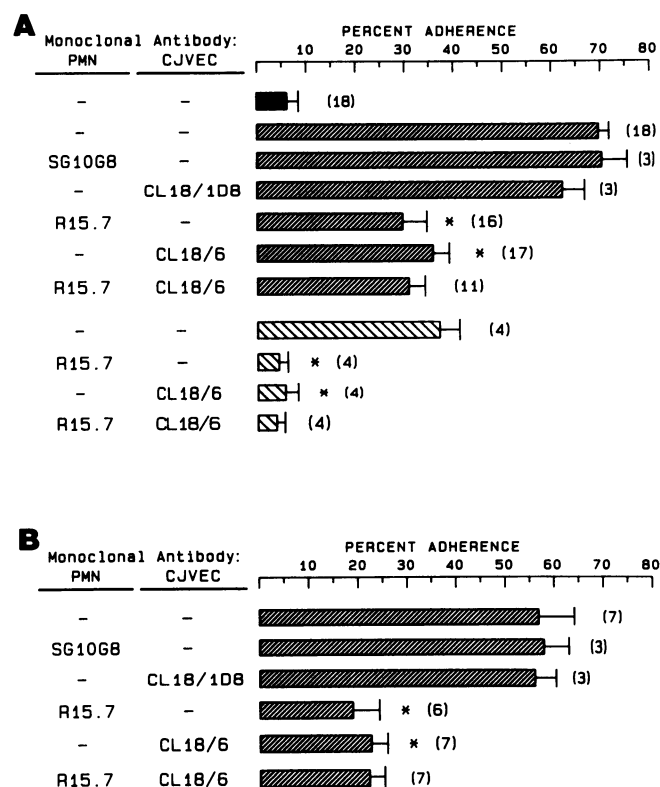 A
Monoclonal Antibody: PERCENT ADHERENCE
PMN CJVEC 10 20 30 40 50 60 70 80
- - (18)
- - (18)
SG10G8 - (3)
- CL18/1D8 (3)
R15.7 - * (16)
- CL18/6 * (17)
R15.7 CL18/6 (11)
- - (4)
R15.7 - * (4)
- CL18/6 * (4)
R15.7 CL18/6 (4)
B
Monoclonal Antibody: PERCENT ADHERENCE
PMN CJVEC 10 20 30 40 50 60 70 80
- - (7)
SG10G8 - (3)
- CL18/1D8 (3)
R15.7 - * (6)
- CL18/6 * (7)
R15.7 CL18/6 (7)